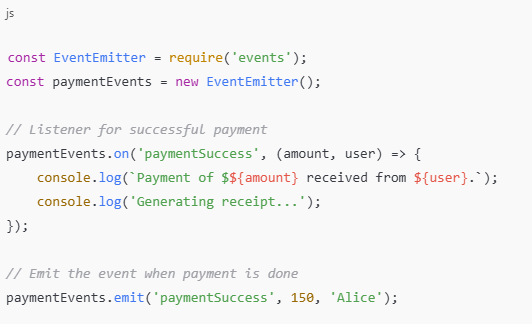 js
const EventEmitter = require('events');
const paymentEvents = new EventEmitter();
// Listener for successful payment
paymentEvents.on('paymentSuccess', (amount, user) => {
    console.log(`Payment of $${amount} received from ${user}.`);
    console.log('Generating receipt...');
});
// Emit the event when payment is done
paymentEvents.emit('paymentSuccess', 150, 'Alice');